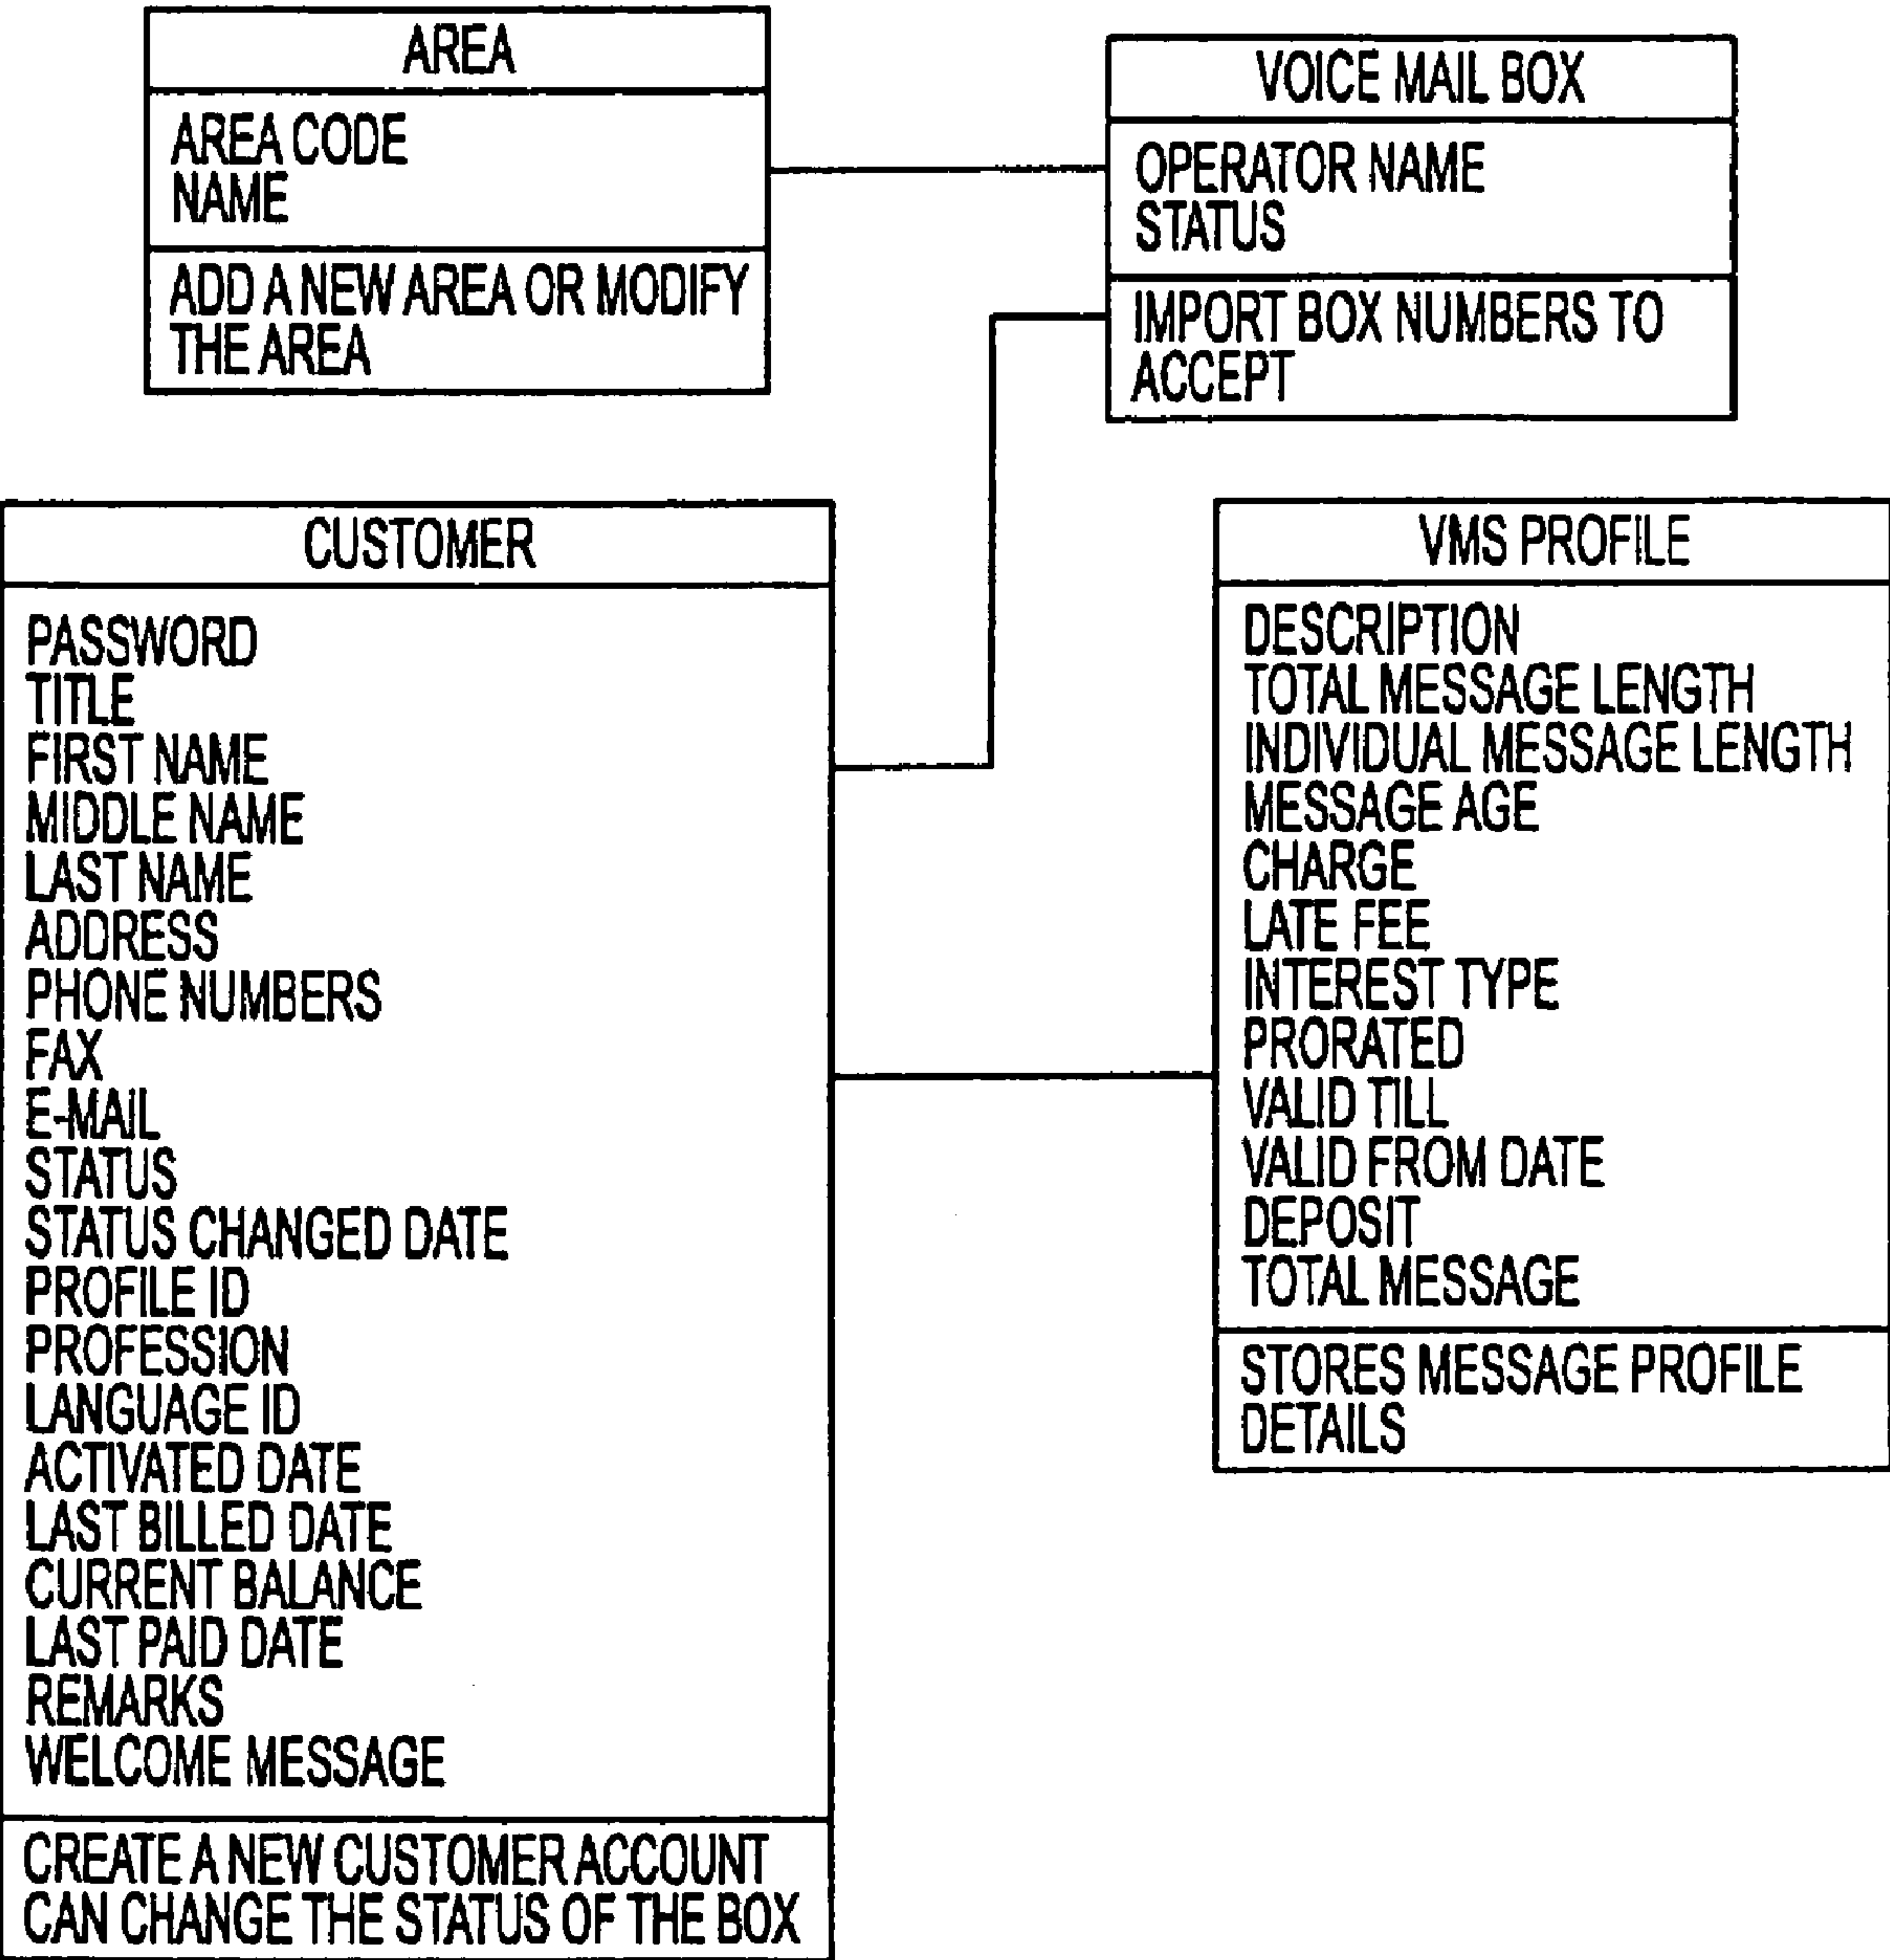 AREA
AREA CODE
NAME
ADD A NEW AREA OR MODIFY
THE AREA
VOICE MAIL BOX
OPERATOR NAME
STATUS
IMPORT BOX NUMBERS TO
ACCEPT
CUSTOMER
PASSWORD
TITLE
FIRST NAME
MIDDLE NAME
LAST NAME
ADDRESS
PHONE NUMBERS
FAX
E-MAIL
STATUS
STATUS CHANGED DATE
PROFILE ID
PROFESSION
LANGUAGE ID
ACTIVATED DATE
LAST BILLED DATE
CURRENT BALANCE
LAST PAID DATE
REMARKS
WELCOME MESSAGE
CREATE A NEW CUSTOMER ACCOUNT
CAN CHANGE THE STATUS OF THE BOX
VMS PROFILE
DESCRIPTION
TOTAL MESSAGE LENGTH
INDIVIDUAL MESSAGE LENGTH
MESSAGE AGE
CHARGE
LATE FEE
INTEREST TYPE
PRORATED
VALID TILL
VALID FROM DATE
DEPOSIT
TOTAL MESSAGE
STORES MESSAGE PROFILE
DETAILS